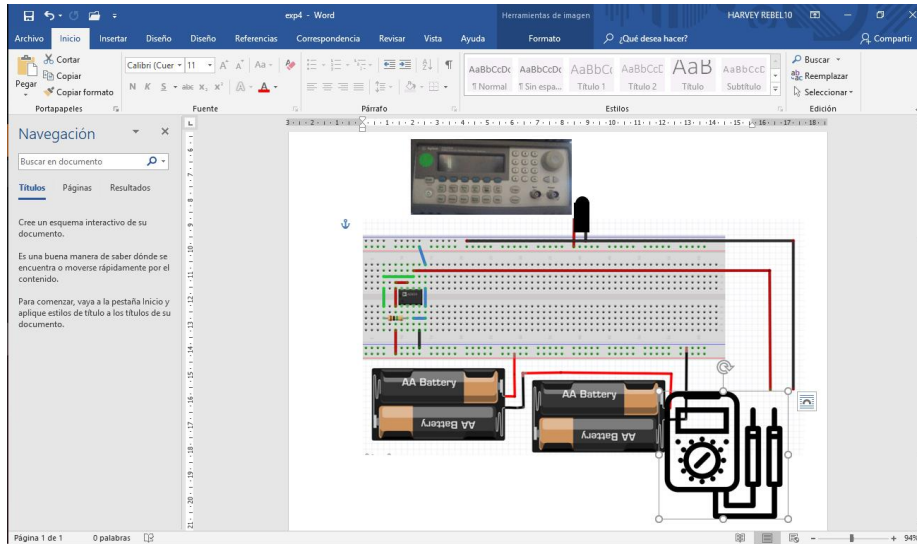 exp4 - Word
Herramientas de imagen
HARVEY REBEL10
Archivo Inicio Insertar Diseño Diseño Referencias Correspondencia Revisar Vista Ayuda Formato ¿Qué desea hacer? Compartir
Pegar
Cortar
Copiar
Copiar formato
Portapapeles
Calibri (Cuer 11
N K S abc x₂ x²
Fuente
Párrafo
AaBbCcDc AaBbCcDc AaBbCc AaBbCcC AaB AaBbCcC
¶ Normal ¶ Sin espa... Título 1 Título 2 Título Subtítulo
Estilos
Buscar
Reemplazar
Seleccionar
Edición
Navegación
Buscar en documento
Títulos Páginas Resultados
Cree un esquema interactivo de su
documento.
Es una buena manera de saber dónde se
encuentra o moverse rápidamente por el
contenido.
Para comenzar, vaya a la pestaña Inicio y
aplique estilos de título a los títulos de su
documento.
AA Battery
AA Battery
AA Battery
AA Battery
Página 1 de 1 0 palabras
94%